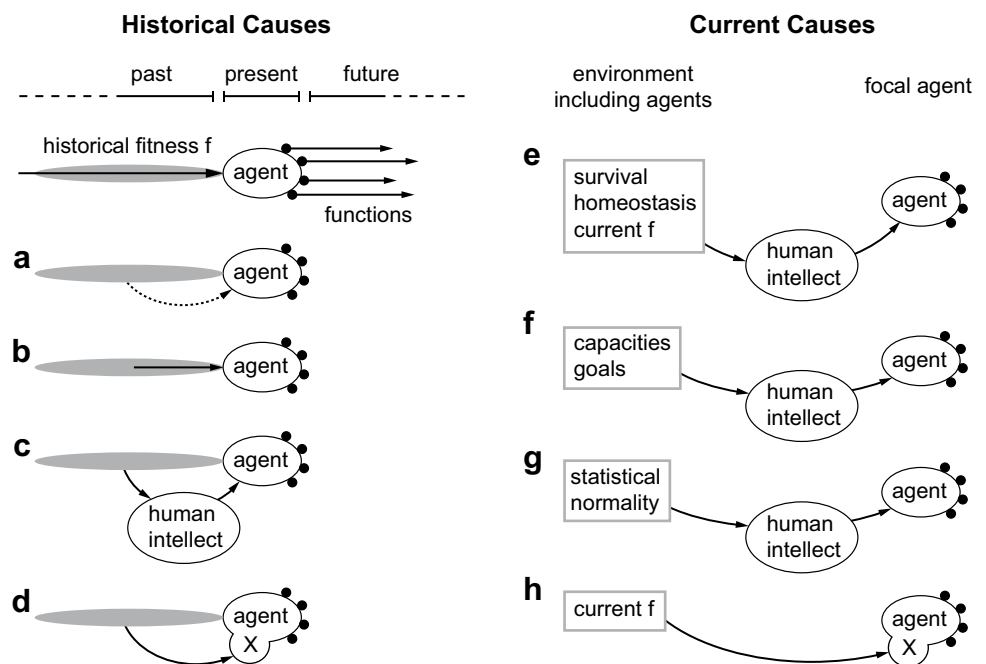 Historical Causes
past present future
historical fitness f
agent
functions
a
agent
b
agent
c
agent
human
intellect
d
agent
X
Current Causes
environment
including agents
focal agent
e
survival
homeostasis
current f
human
intellect
agent
f
capacities
goals
human
intellect
agent
g
statistical
normality
human
intellect
agent
h
current f
agent
X